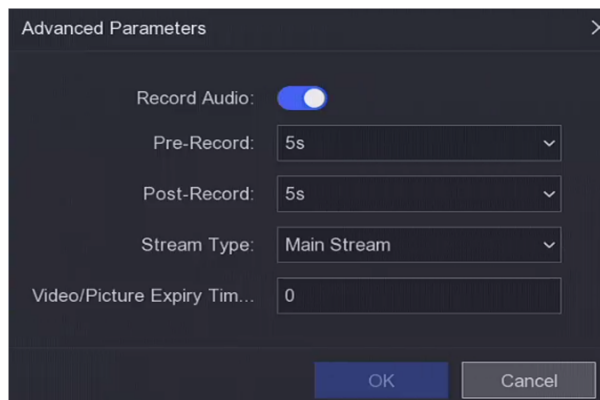 Advanced Parameters
Record Audio:
Pre-Record: 5s
Post-Record: 5s
Stream Type: Main Stream
Video/Picture Expiry Tim... 0
OK Cancel